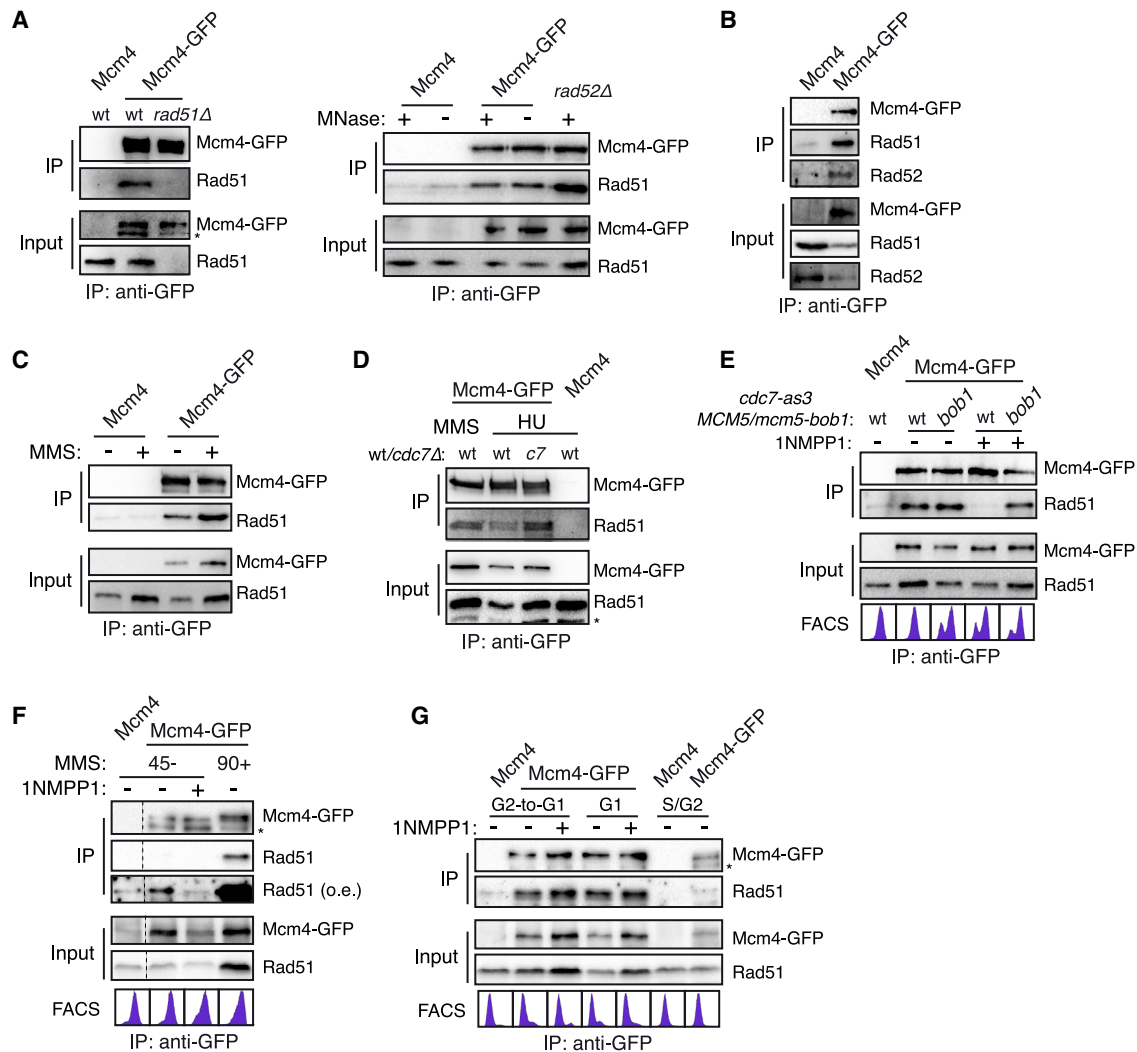 A
Mcm4
Mcm4-GFP
wt wt rad51Δ
IP
Mcm4-GFP
Rad51
Input
Mcm4-GFP
*
Rad51
IP: anti-GFP
Mcm4
Mcm4-GFP
rad52Δ
MNase: + - + - +
IP
Mcm4-GFP
Rad51
Input
Mcm4-GFP
Rad51
IP: anti-GFP
B
Mcm4
Mcm4-GFP
IP
Mcm4-GFP
Rad51
Rad52
Input
Mcm4-GFP
Rad51
Rad52
IP: anti-GFP
C
Mcm4
Mcm4-GFP
MMS: - + - +
IP
Mcm4-GFP
Rad51
Input
Mcm4-GFP
Rad51
IP: anti-GFP
D
Mcm4-GFP
Mcm4
MMS HU
wt/cdc7Δ: wt wt c7 wt
IP
Mcm4-GFP
Rad51
Input
Mcm4-GFP
Rad51
*
IP: anti-GFP
E
Mcm4
Mcm4-GFP
cdc7-as3
MCM5/mcm5-bob1: wt wt bob1 wt bob1
1NMPP1: - - - + +
IP
Mcm4-GFP
Rad51
Input
Mcm4-GFP
Rad51
FACS
IP: anti-GFP
F
Mcm4
Mcm4-GFP
MMS: 45- 90+
1NMPP1: - - + -
IP
Mcm4-GFP
*
Rad51
Rad51 (o.e.)
Input
Mcm4-GFP
Rad51
FACS
IP: anti-GFP
G
Mcm4
Mcm4-GFP
Mcm4
Mcm4-GFP
G2-to-G1 G1 S/G2
1NMPP1: - - + - + - -
IP
Mcm4-GFP
*
Rad51
Input
Mcm4-GFP
Rad51
FACS
IP: anti-GFP